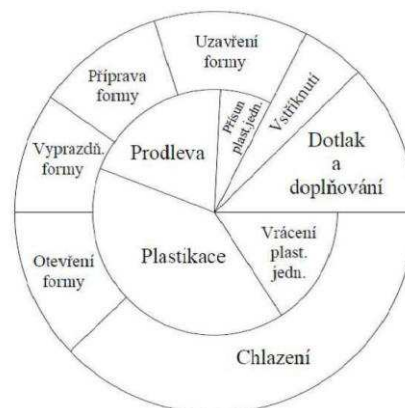 Uzavření
formy
Příprava
formy
Přísun
plast.jedn.
Vstříknutí
Prodleva
Dotlak
a
doplňování
Vyprazdň.
formy
Vrácení
plast.
jedn.
Plastikace
Otevření
formy
Chlazení